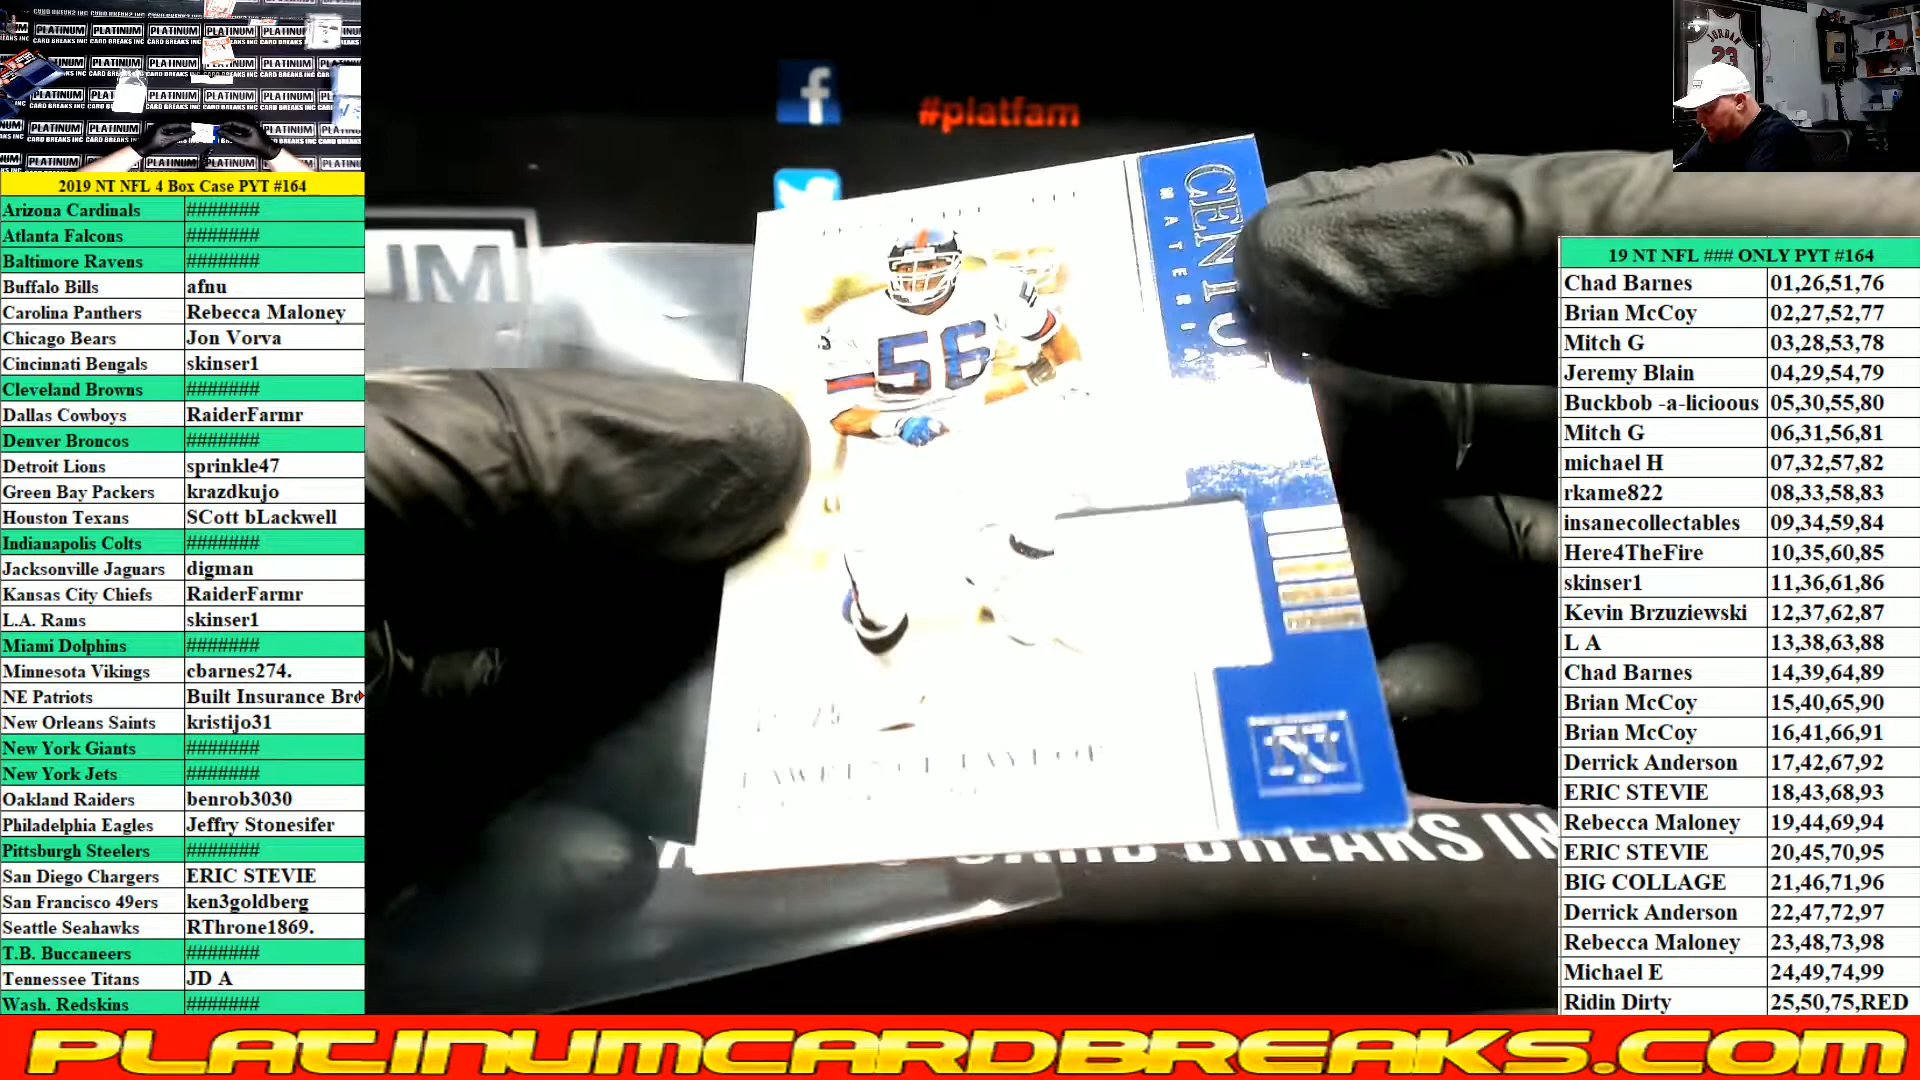 2019 NT NFL 4 Box Case PYT #164
Arizona Cardinals #######
Atlanta Falcons #######
Baltimore Ravens #######
Buffalo Bills afnu
Carolina Panthers Rebecca Maloney
Chicago Bears Jon Vorva
Cincinnati Bengals skinser1
Cleveland Browns #######
Dallas Cowboys RaiderFarmr
Denver Broncos #######
Detroit Lions sprinkle47
Green Bay Packers krazdkujo
Houston Texans SCott bLackwell
Indianapolis Colts #######
Jacksonville Jaguars digman
Kansas City Chiefs RaiderFarmr
L.A. Rams skinser1
Miami Dolphins #######
Minnesota Vikings cbarnes274.
NE Patriots Built Insurance Bro
New Orleans Saints kristijo31
New York Giants #######
New York Jets #######
Oakland Raiders benrob3030
Philadelphia Eagles Jeffry Stonesifer
Pittsburgh Steelers #######
San Diego Chargers ERIC STEVIE
San Francisco 49ers ken3goldberg
Seattle Seahawks RThrone1869.
T.B. Buccaneers #######
Tennessee Titans JD A
Wash. Redskins #######
#platfam
56
LAWRENCE TAYLOR
CARD BREAKS IN
JORDAN
23
19 NT NFL ### ONLY PYT #164
Chad Barnes 01,26,51,76
Brian McCoy 02,27,52,77
Mitch G 03,28,53,78
Jeremy Blain 04,29,54,79
Buckbob -a-licioous 05,30,55,80
Mitch G 06,31,56,81
michael H 07,32,57,82
rkame822 08,33,58,83
insanecollectables 09,34,59,84
Here4TheFire 10,35,60,85
skinser1 11,36,61,86
Kevin Brzuziewski 12,37,62,87
L A 13,38,63,88
Chad Barnes 14,39,64,89
Brian McCoy 15,40,65,90
Brian McCoy 16,41,66,91
Derrick Anderson 17,42,67,92
ERIC STEVIE 18,43,68,93
Rebecca Maloney 19,44,69,94
ERIC STEVIE 20,45,70,95
BIG COLLAGE 21,46,71,96
Derrick Anderson 22,47,72,97
Rebecca Maloney 23,48,73,98
Michael E 24,49,74,99
Ridin Dirty 25,50,75,RED
PLATINUMCARDBREAKS.COM